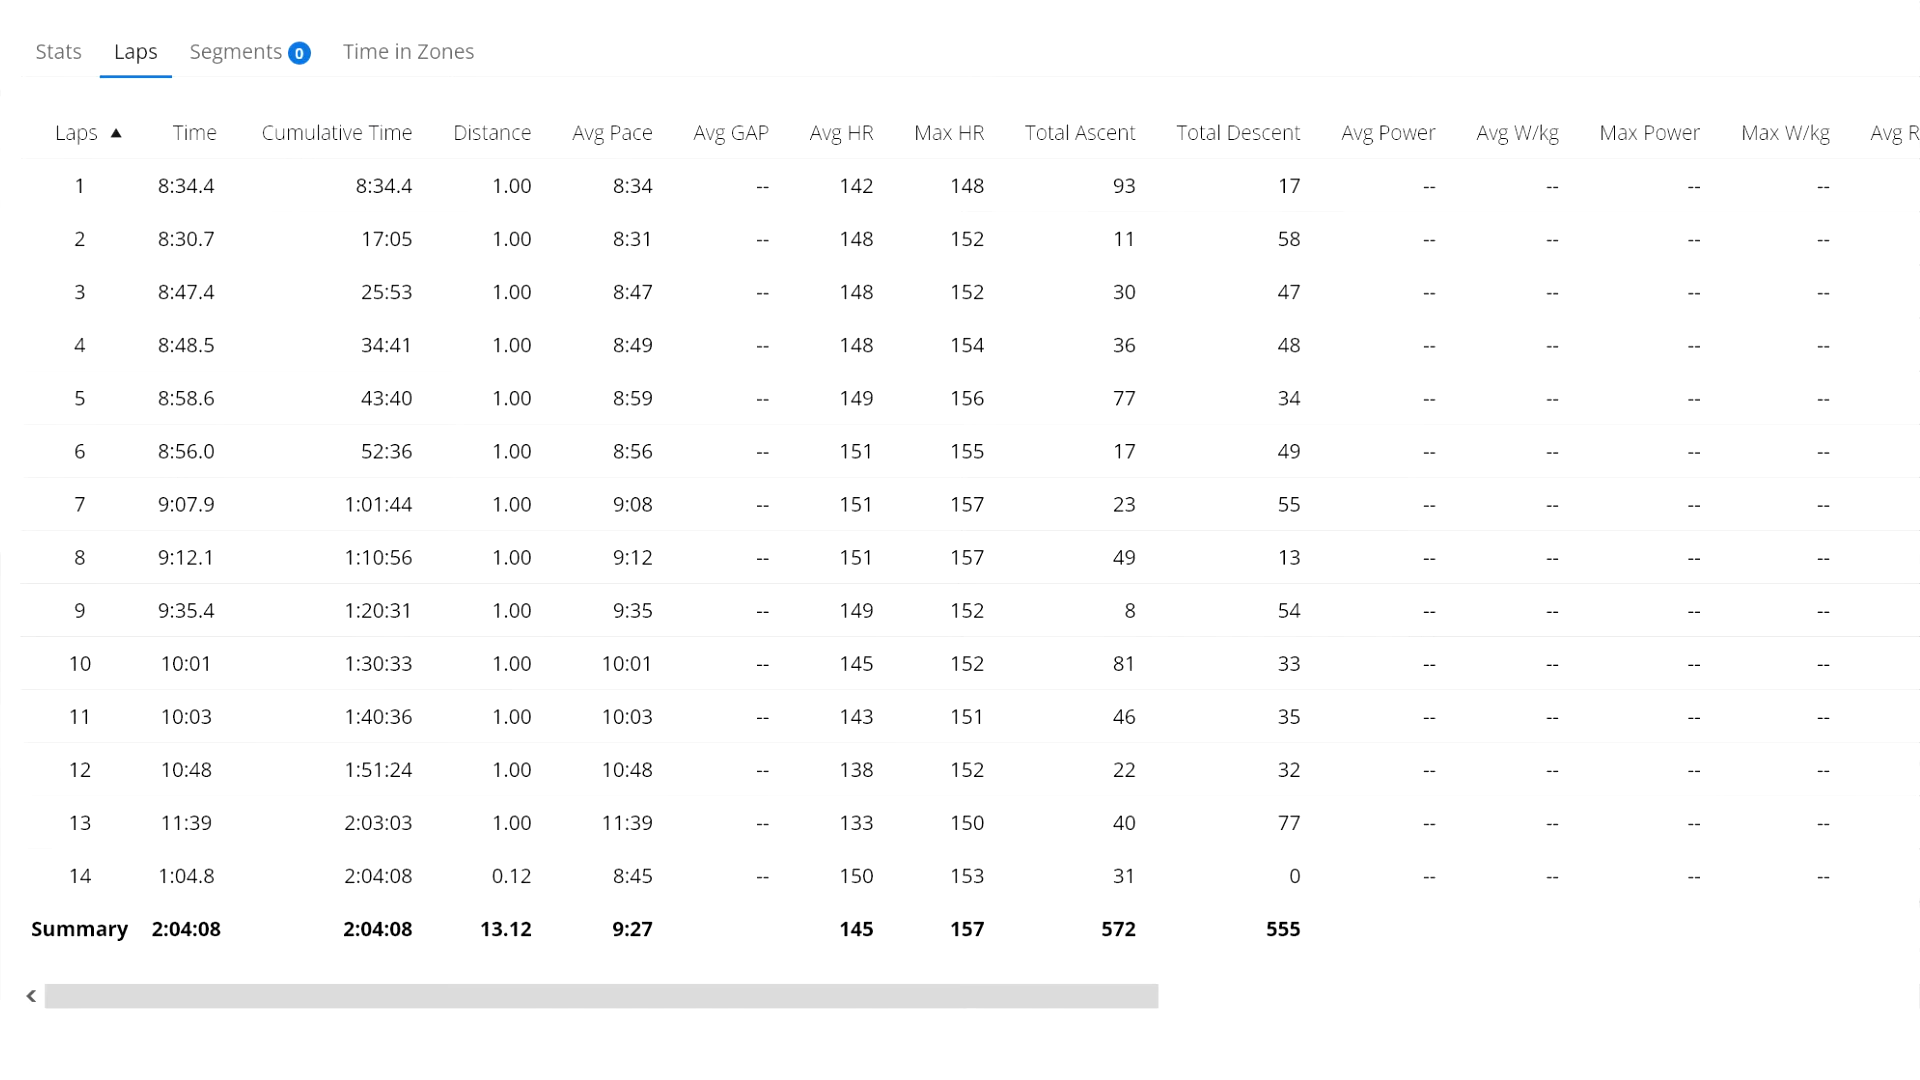 Stats Laps Segments 0 Time in Zones
Laps ▲ Time Cumulative Time Distance Avg Pace Avg GAP Avg HR Max HR Total Ascent Total Descent Avg Power Avg W/kg Max Power Max W/kg Avg R
1 8:34.4 8:34.4 1.00 8:34 -- 142 148 93 17 -- -- -- --
2 8:30.7 17:05 1.00 8:31 -- 148 152 11 58 -- -- -- --
3 8:47.4 25:53 1.00 8:47 -- 148 152 30 47 -- -- -- --
4 8:48.5 34:41 1.00 8:49 -- 148 154 36 48 -- -- -- --
5 8:58.6 43:40 1.00 8:59 -- 149 156 77 34 -- -- -- --
6 8:56.0 52:36 1.00 8:56 -- 151 155 17 49 -- -- -- --
7 9:07.9 1:01:44 1.00 9:08 -- 151 157 23 55 -- -- -- --
8 9:12.1 1:10:56 1.00 9:12 -- 151 157 49 13 -- -- -- --
9 9:35.4 1:20:31 1.00 9:35 -- 149 152 8 54 -- -- -- --
10 10:01 1:30:33 1.00 10:01 -- 145 152 81 33 -- -- -- --
11 10:03 1:40:36 1.00 10:03 -- 143 151 46 35 -- -- -- --
12 10:48 1:51:24 1.00 10:48 -- 138 152 22 32 -- -- -- --
13 11:39 2:03:03 1.00 11:39 -- 133 150 40 77 -- -- -- --
14 1:04.8 2:04:08 0.12 8:45 -- 150 153 31 0 -- -- -- --
Summary 2:04:08 2:04:08 13.12 9:27 145 157 572 555